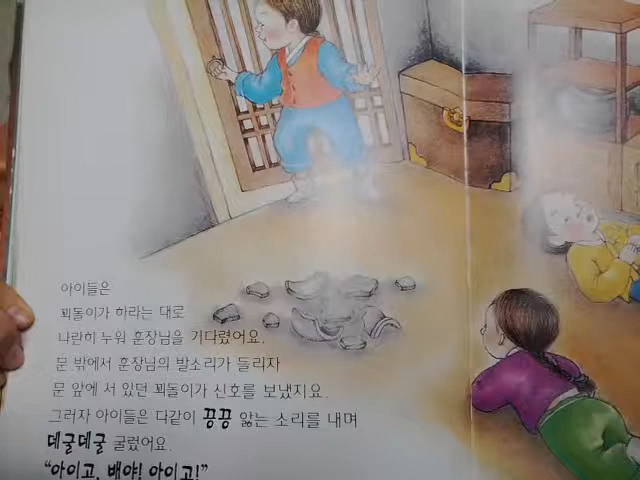 아이들은
꾀돌이가 하라는 대로
나란히 누워 훈장님을 기다렸어요.
문 밖에서 훈장님의 발소리가 들리자
문 앞에 서 있던 꾀돌이가 신호를 보냈지요.
그러자 아이들은 다같이 끙끙 앓는 소리를 내며
데굴데굴 굴렀어요.
“아이고, 배야! 아이고!”